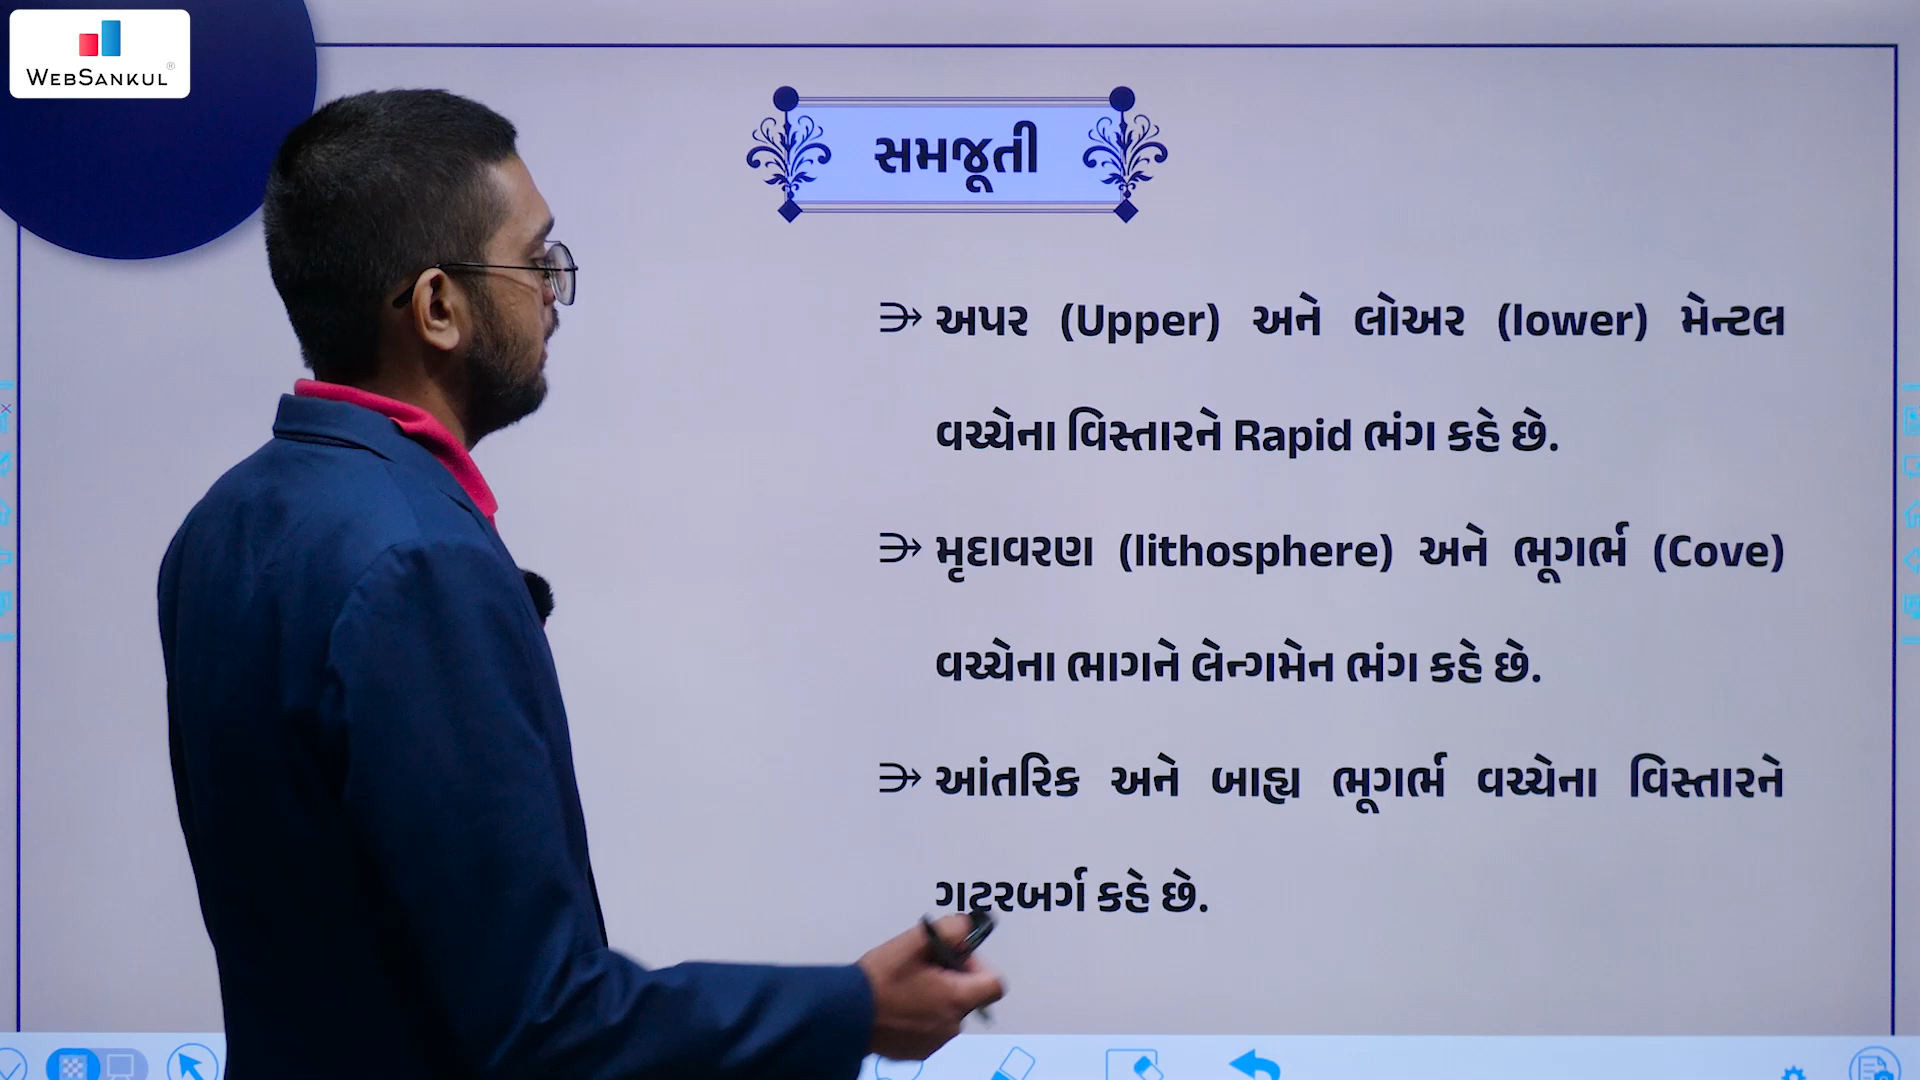 WEBSANKUL®
સમજૂતી
અપર (Upper) અને લોઅર (lower) મેન્ટલ
વચ્ચેના વિસ્તારને Rapid ભંગ કહે છે.
મૃદાવરણ (lithosphere) અને ભૂગર્ભ (Cove)
વચ્ચેના ભાગને લેન્ગમેન ભંગ કહે છે.
આંતરિક અને બાહ્ય ભૂગર્ભ વચ્ચેના વિસ્તારને
ગટરબર્ગ કહે છે.